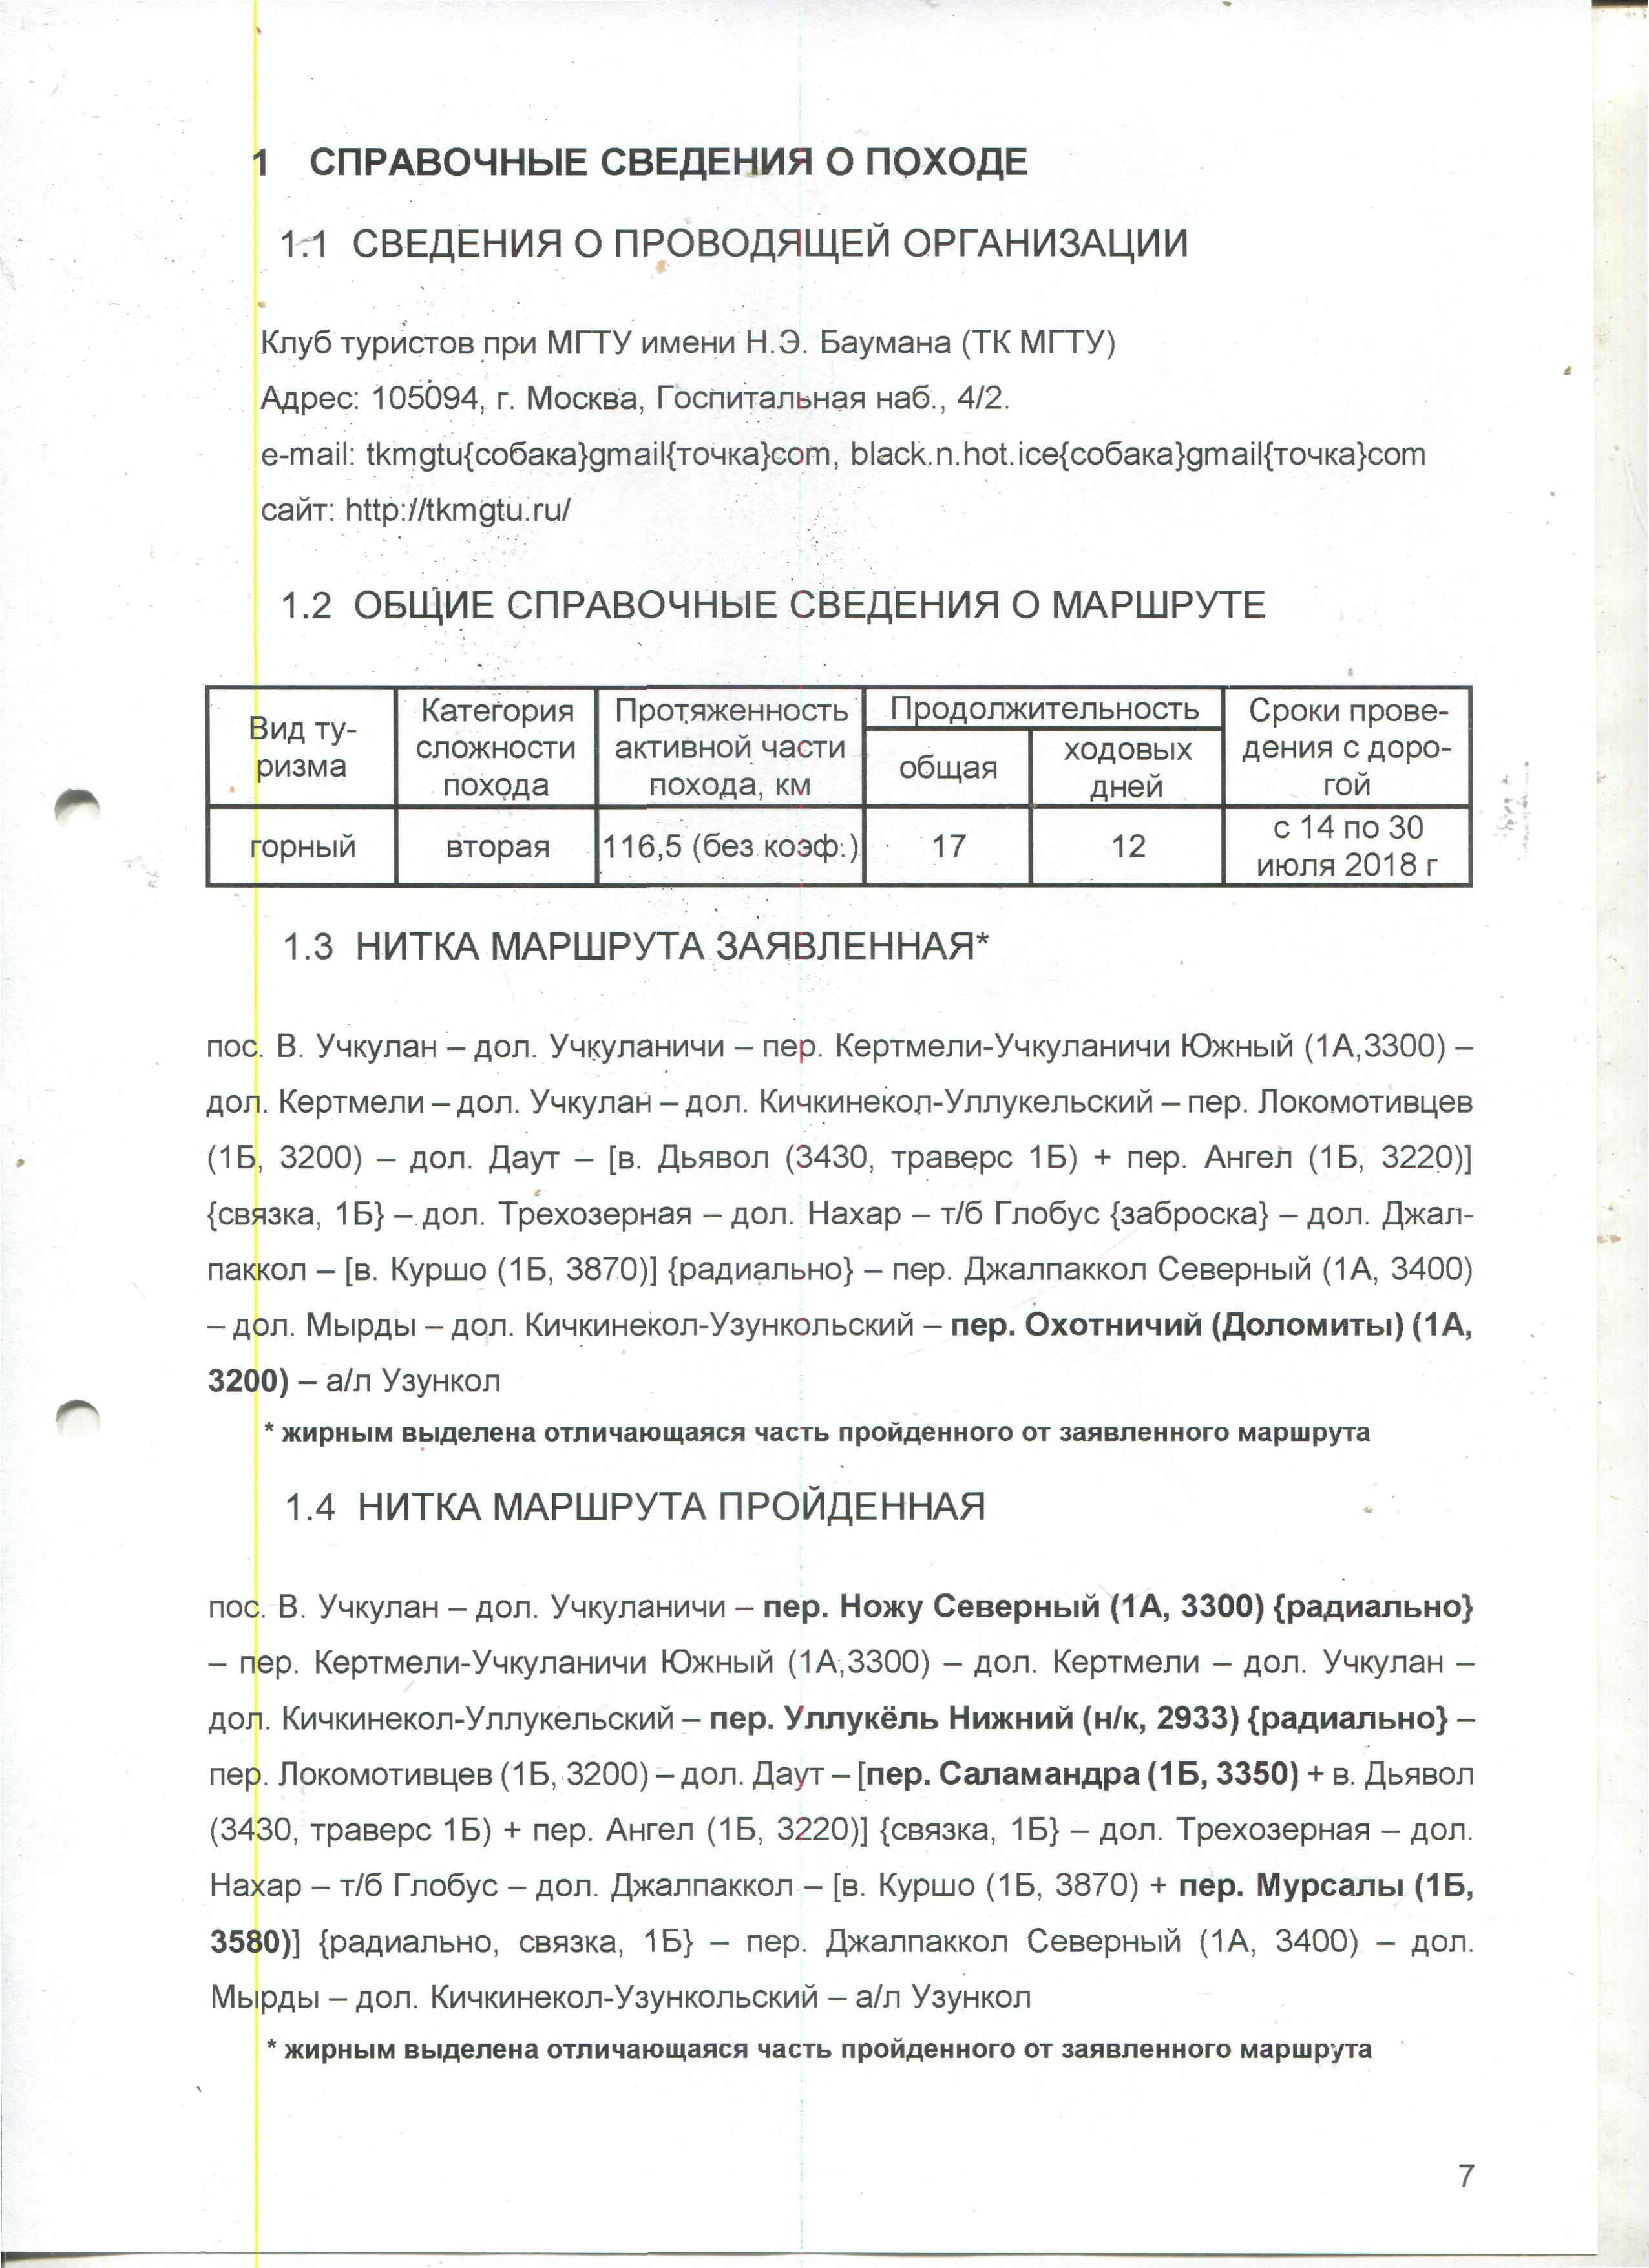 1 СПРАВОЧНЫЕ СВЕДЕНИЯ О ПОХОДЕ
1.1 СВЕДЕНИЯ О ПРОВОДЯЩЕЙ ОРГАНИЗАЦИИ
Клуб туристов при МГТУ имени Н.Э. Баумана (ТК МГТУ)
Адрес: 105094, г. Москва, Госпитальная наб., 4/2.
e-mail: tkmgtu{собака}gmail{точка}com, black.n.hot.ice{собака}gmail{точка}com
сайт: http://tkmgtu.ru/
1.2 ОБЩИЕ СПРАВОЧНЫЕ СВЕДЕНИЯ О МАРШРУТЕ
Вид ту-
ризма
Категория
сложности
похода
Протяженность
активной части
похода, км
Продолжительность
общая
ходовых
дней
Сроки прове-
дения с доро-
гой
горный
вторая
116,5 (без коэф.)
17
12
с 14 по 30
июля 2018 г
1.3 НИТКА МАРШРУТА ЗАЯВЛЕННАЯ*
пос. В. Учкулан – дол. Учкуланичи – пер. Кертмели-Учкуланичи Южный (1А,3300) –
дол. Кертмели – дол. Учкулан – дол. Кичкинекол-Уллукельский – пер. Локомотивцев
(1Б, 3200) – дол. Даут – [в. Дьявол (3430, траверс 1Б) + пер. Ангел (1Б, 3220)]
{связка, 1Б} – дол. Трехозерная – дол. Нахар – т/б Глобус {заброска} – дол. Джал-
паккол – [в. Куршо (1Б, 3870)] {радиально} – пер. Джалпаккол Северный (1А, 3400)
– дол. Мырды – дол. Кичкинекол-Узункольский – пер. Охотничий (Доломиты) (1А,
3200) – а/л Узункол
* жирным выделена отличающаяся часть пройденного от заявленного маршрута
1.4 НИТКА МАРШРУТА ПРОЙДЕННАЯ
пос. В. Учкулан – дол. Учкуланичи – пер. Ножу Северный (1А, 3300) {радиально}
– пер. Кертмели-Учкуланичи Южный (1А,3300) – дол. Кертмели – дол. Учкулан –
дол. Кичкинекол-Уллукельский – пер. Уллукёль Нижний (н/к, 2933) {радиально} –
пер. Локомотивцев (1Б, 3200) – дол. Даут – [пер. Саламандра (1Б, 3350) + в. Дьявол
(3430, траверс 1Б) + пер. Ангел (1Б, 3220)] {связка, 1Б} – дол. Трехозерная – дол.
Нахар – т/б Глобус – дол. Джалпаккол – [в. Куршо (1Б, 3870) + пер. Мурсалы (1Б,
3580)] {радиально, связка, 1Б} – пер. Джалпаккол Северный (1А, 3400) – дол.
Мырды – дол. Кичкинекол-Узункольский – а/л Узункол
* жирным выделена отличающаяся часть пройденного от заявленного маршрута
7